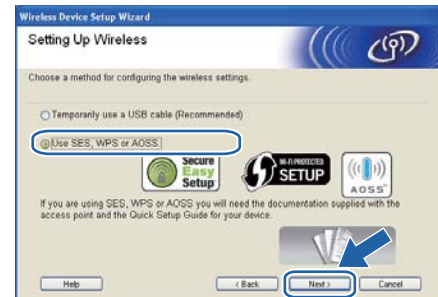 Wireless Device Setup Wizard
Setting Up Wireless
Choose a method for configuring the wireless settings.
Temporarily use a USB cable (Recommended)
Use SES, WPS or AOSS.
Secure
Easy
Setup
WI-FI PROTECTED
SETUP
AOSS
If you are using SES, WPS or AOSS you will need the documentation supplied with the
access point and the Quick Setup Guide for your device.
Help
< Back
Next >
Cancel